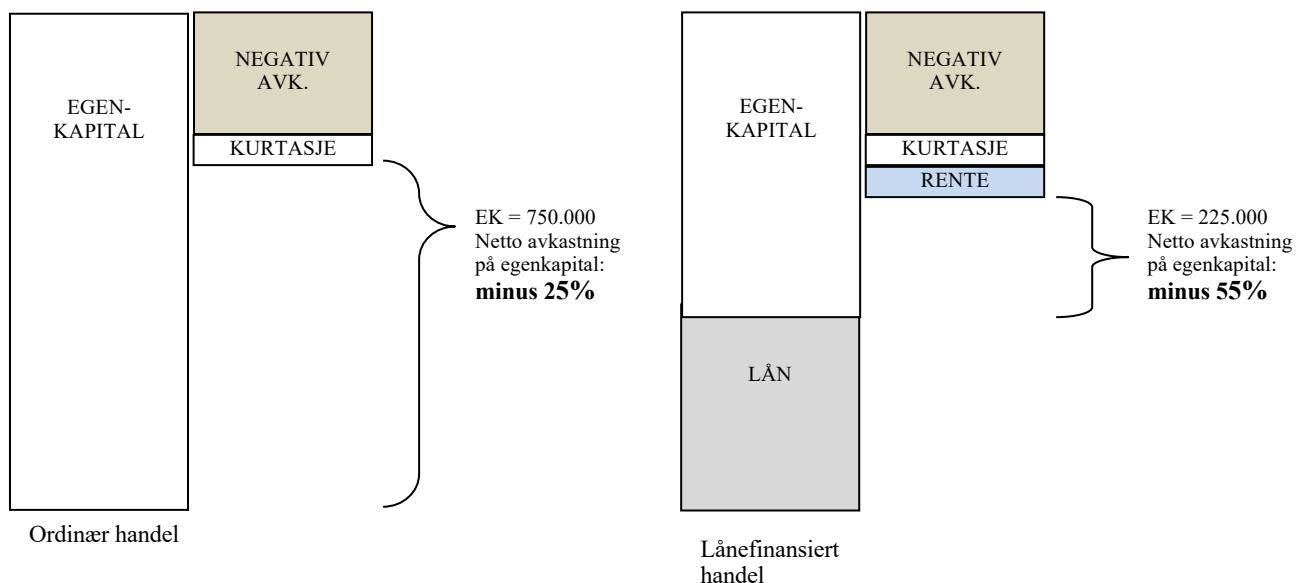 EGEN-
KAPITAL
NEGATIV
AVK.
KURTASJE
EK = 750.000
Netto avkastning
på egenkapital:
minus 25%
Ordinær handel
EGEN-
KAPITAL
LÅN
NEGATIV
AVK.
KURTASJE
RENTE
EK = 225.000
Netto avkastning
på egenkapital:
minus 55%
Lånefinansiert
handel